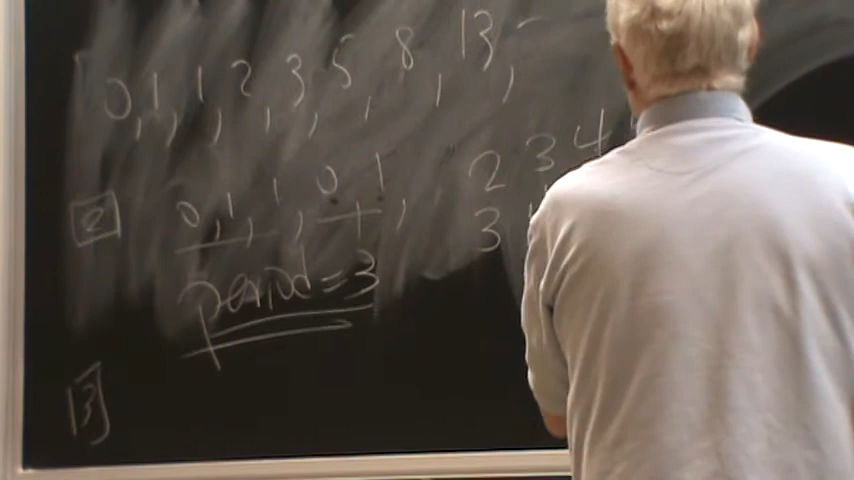 0, 1, 1, 2, 3, 5, 8, 13,
2 0, 1, 1, 0, 1,
2 3 4
3
period = 3
3